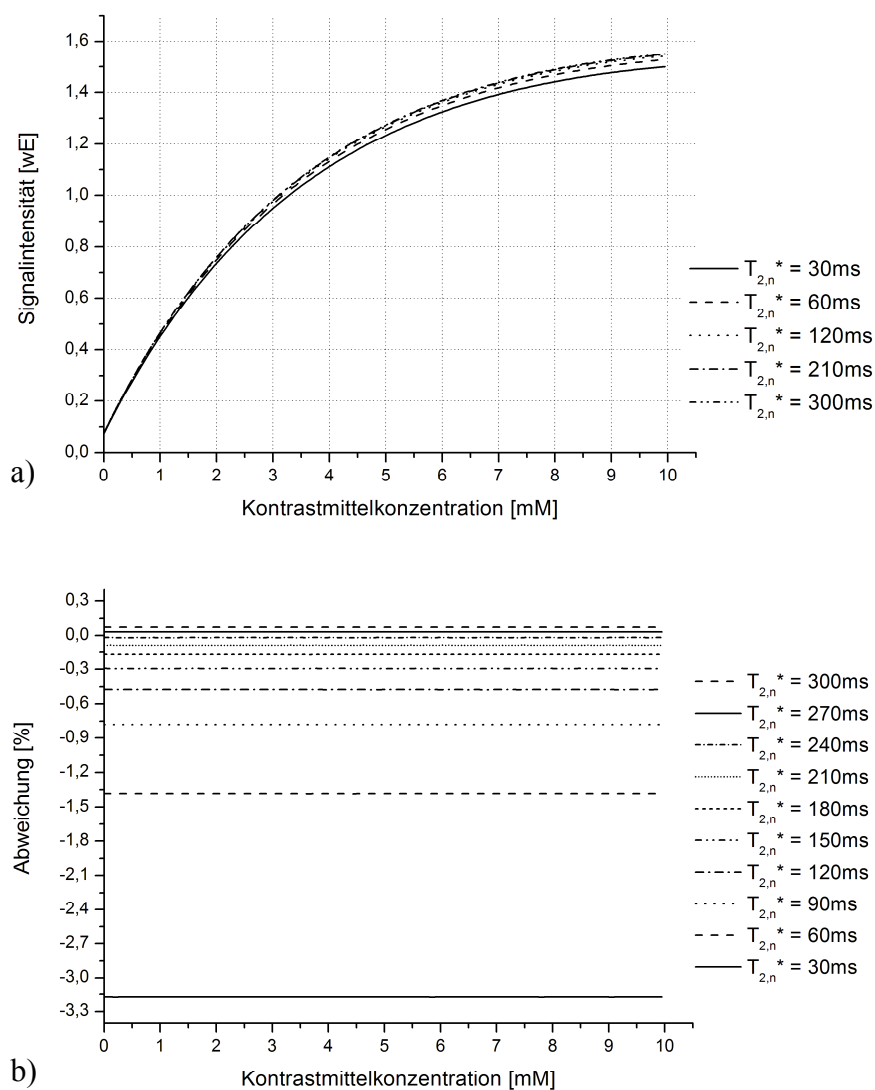 1,6
1,4
1,2
1,0
0,8
0,6
0,4
0,2
0,0
Signalintensität [wE]
0 1 2 3 4 5 6 7 8 9 10
Kontrastmittelkonzentration [mM]
T2,n* = 30ms
T2,n* = 60ms
T2,n* = 120ms
T2,n* = 210ms
T2,n* = 300ms
a)
0,3
0,0
-0,3
-0,6
-0,9
-1,2
-1,5
-1,8
-2,1
-2,4
-2,7
-3,0
-3,3
Abweichung [%]
0 1 2 3 4 5 6 7 8 9 10
Kontrastmittelkonzentration [mM]
T2,n* = 300ms
T2,n* = 270ms
T2,n* = 240ms
T2,n* = 210ms
T2,n* = 180ms
T2,n* = 150ms
T2,n* = 120ms
T2,n* = 90ms
T2,n* = 60ms
T2,n* = 30ms
b)